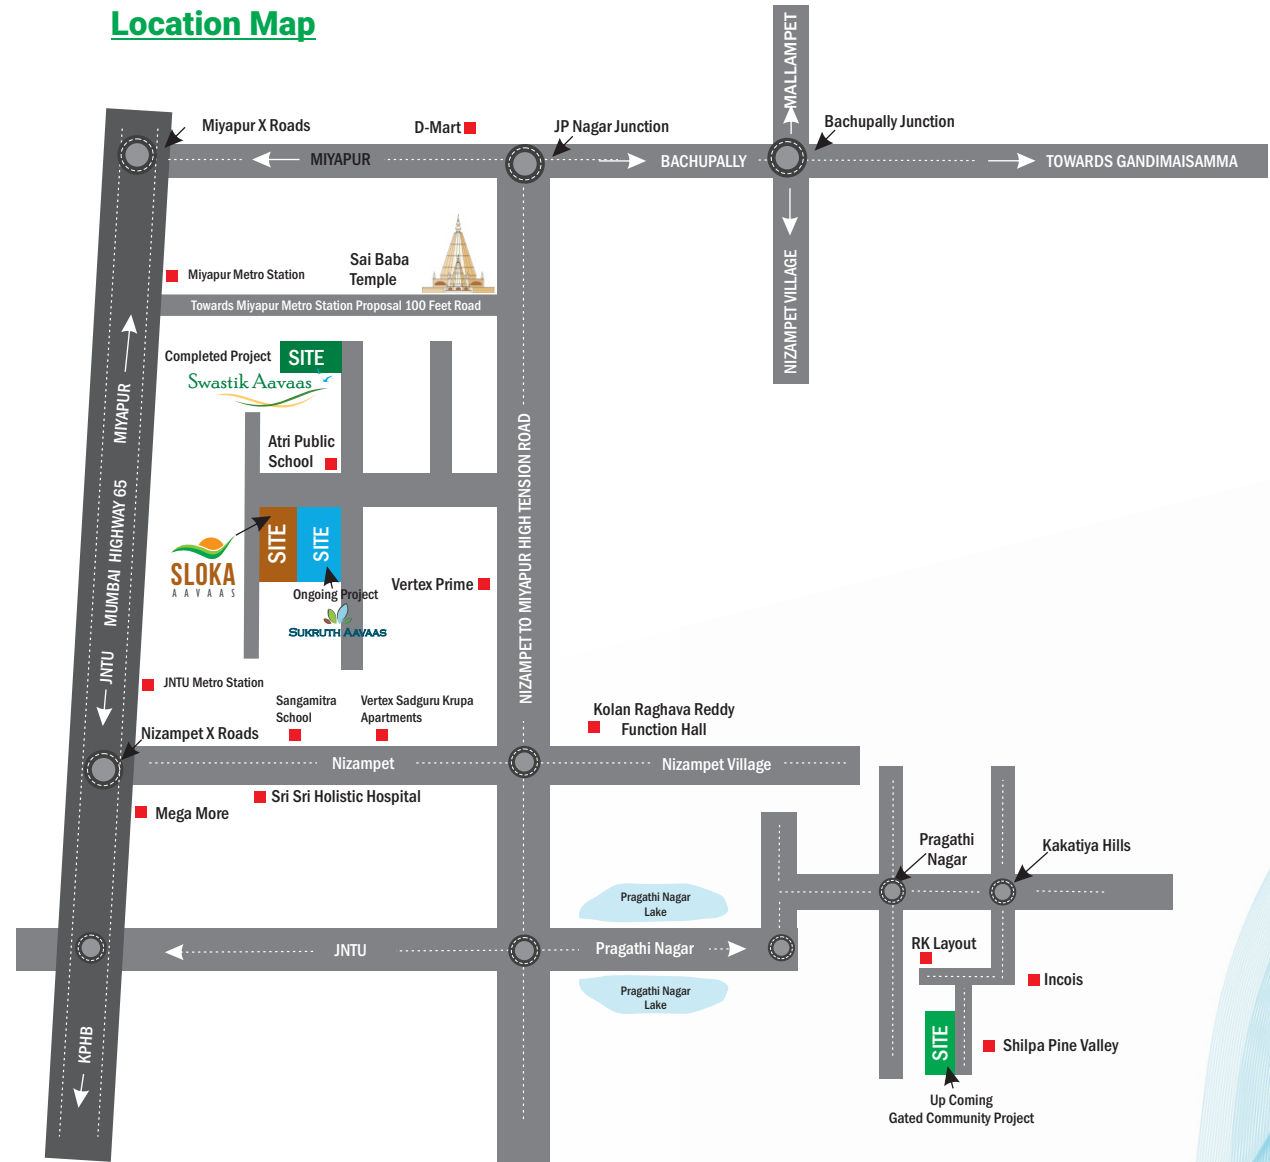 Location Map
MALLAMPET
Miyapur X Roads
D-Mart
JP Nagar Junction
Bachupally Junction
MIYAPUR
BACHUPALLY
TOWARDS GANDIMAISAMMA
NIZAMPET VILLAGE
Sai Baba
Temple
Miyapur Metro Station
Towards Miyapur Metro Station Proposal 100 Feet Road
Completed Project
SITE
Swastik Aavaas
MIYAPUR
MUMBAI HIGHWAY 65
JNTU
NIZAMPET TO MIYAPUR HIGH TENSION ROAD
Atri Public
School
SITE
SITE
SLOKA
AAVAAS
Ongoing Project
SUKRUTH AAVAAS
Vertex Prime
JNTU Metro Station
Sangamitra
School
Vertex Sadguru Krupa
Apartments
Kolan Raghava Reddy
Function Hall
Nizampet X Roads
Nizampet
Nizampet Village
Sri Sri Holistic Hospital
Mega More
Pragathi
Nagar
Kakatiya Hills
Pragathi Nagar
Lake
JNTU
Pragathi Nagar
RK Layout
Pragathi Nagar
Lake
Incois
KPHB
SITE
Shilpa Pine Valley
Up Coming
Gated Community Project